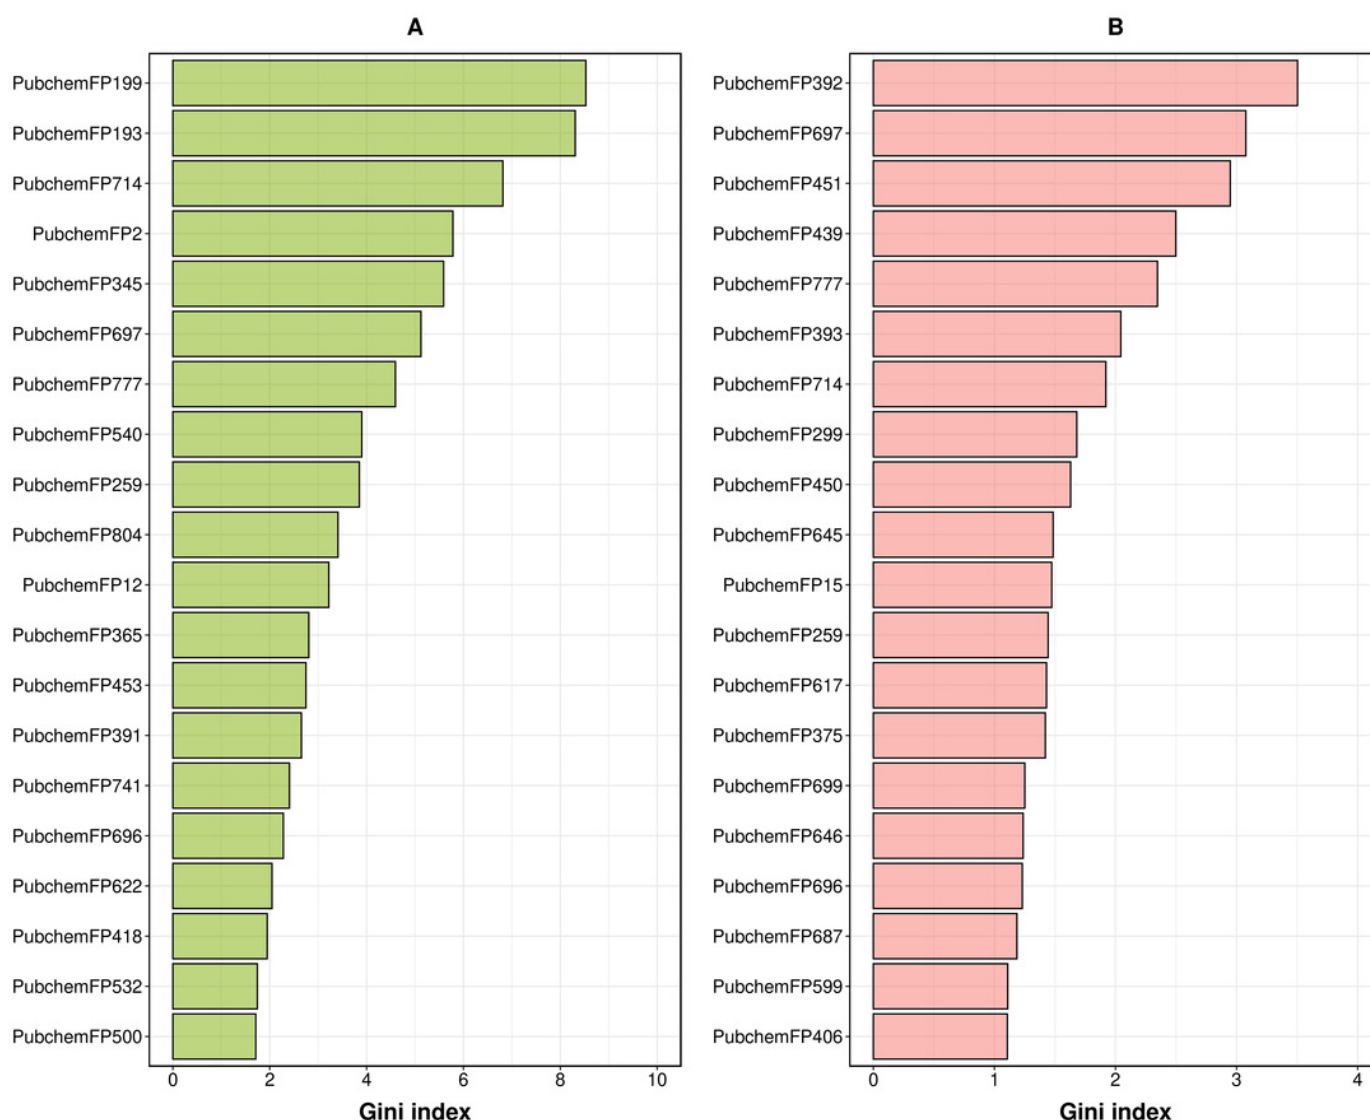 A
PubchemFP199
PubchemFP193
PubchemFP714
PubchemFP2
PubchemFP345
PubchemFP697
PubchemFP777
PubchemFP540
PubchemFP259
PubchemFP804
PubchemFP12
PubchemFP365
PubchemFP453
PubchemFP391
PubchemFP741
PubchemFP696
PubchemFP622
PubchemFP418
PubchemFP532
PubchemFP500
0 2 4 6 8 10
Gini index
B
PubchemFP392
PubchemFP697
PubchemFP451
PubchemFP439
PubchemFP777
PubchemFP393
PubchemFP714
PubchemFP299
PubchemFP450
PubchemFP645
PubchemFP15
PubchemFP259
PubchemFP617
PubchemFP375
PubchemFP699
PubchemFP646
PubchemFP696
PubchemFP687
PubchemFP599
PubchemFP406
0 1 2 3 4
Gini index